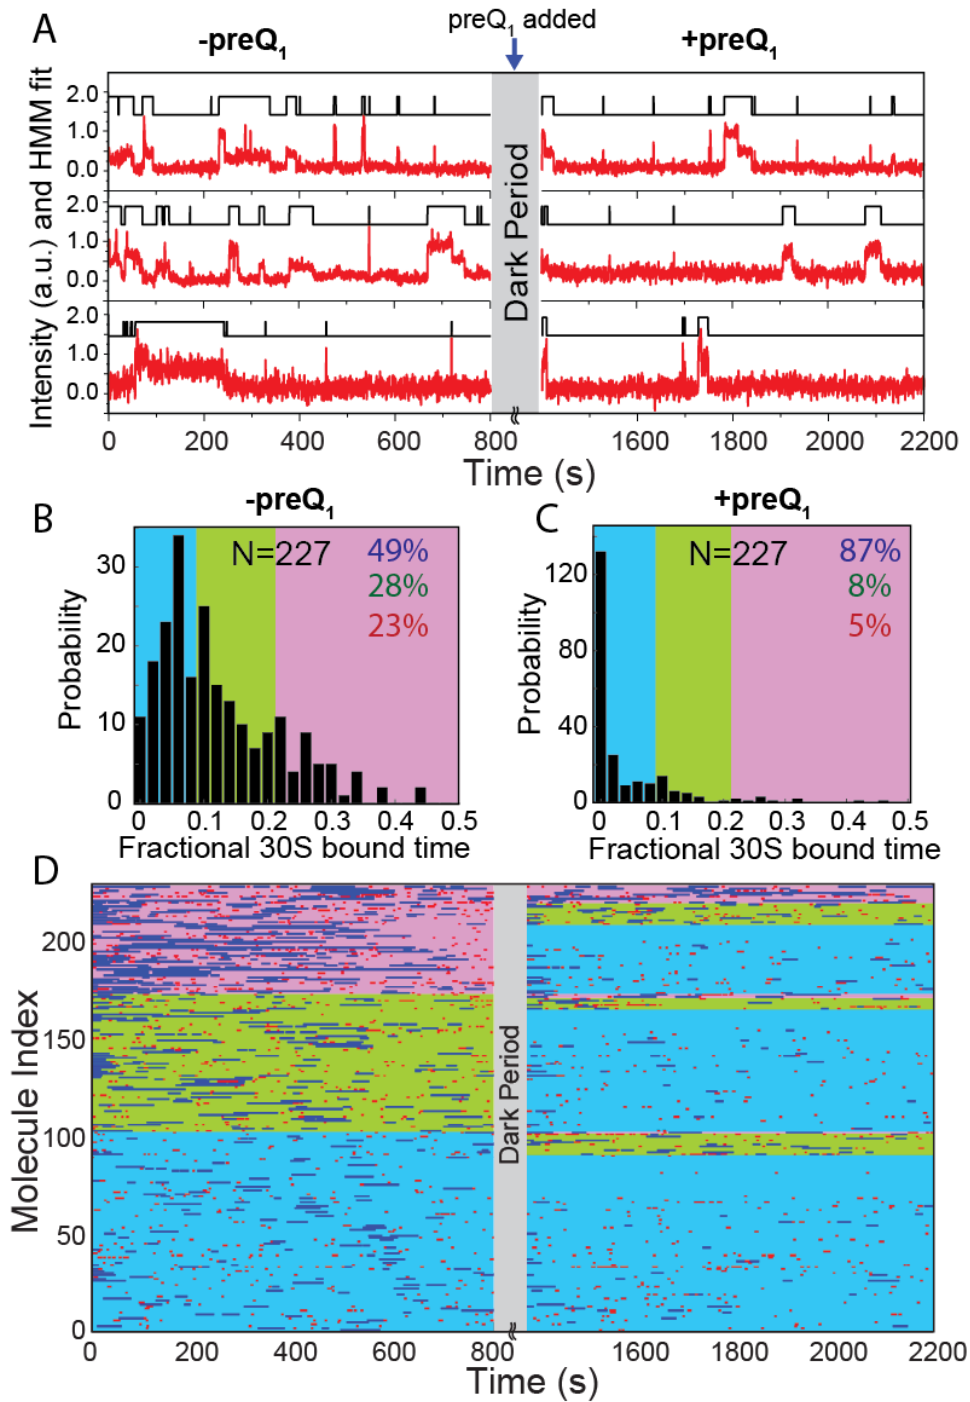 A
-preQ1
preQ1 added
+preQ1
Intensity (a.u.) and HMM fit
2.0
1.0
0.0
2.0
1.0
0.0
2.0
1.0
0.0
Dark Period
0 200 400 600 800 1600 1800 2000 2200
Time (s)
B
-preQ1
N=227
49%
28%
23%
Probability
30
20
10
0
0 0.1 0.2 0.3 0.4 0.5
Fractional 30S bound time
C
+preQ1
N=227
87%
8%
5%
Probability
120
80
40
0
0 0.1 0.2 0.3 0.4 0.5
Fractional 30S bound time
D
Molecule Index
200
150
100
50
0
Dark Period
0 200 400 600 800 1600 1800 2000 2200
Time (s)